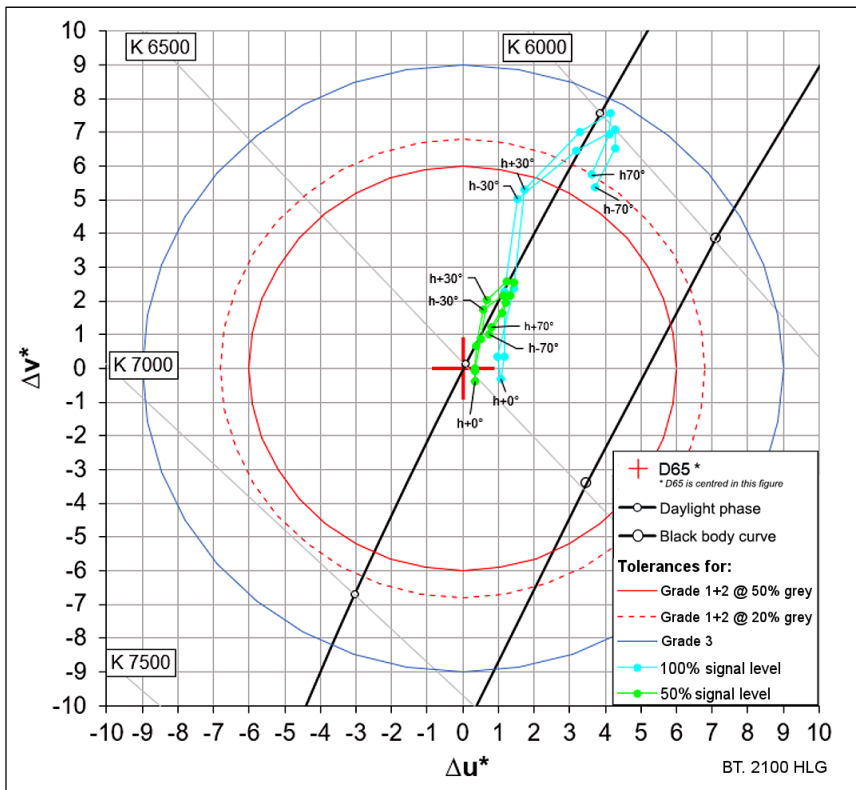 10
9
8
7
6
5
4
3
2
1
0
-1
-2
-3
-4
-5
-6
-7
-8
-9
-10
Δv*
K 6500
K 6000
K 7000
K 7500
h+30°
h-30°
h70°
h-70°
h+30°
h-30°
h+70°
h-70°
h+0°
h+0°
D65 *
* D65 is centred in this figure
Daylight phase
Black body curve
Tolerances for:
Grade 1+2 @ 50% grey
Grade 1+2 @ 20% grey
Grade 3
100% signal level
50% signal level
-10 -9 -8 -7 -6 -5 -4 -3 -2 -1 0 1 2 3 4 5 6 7 8 9 10
Δu*
BT. 2100 HLG